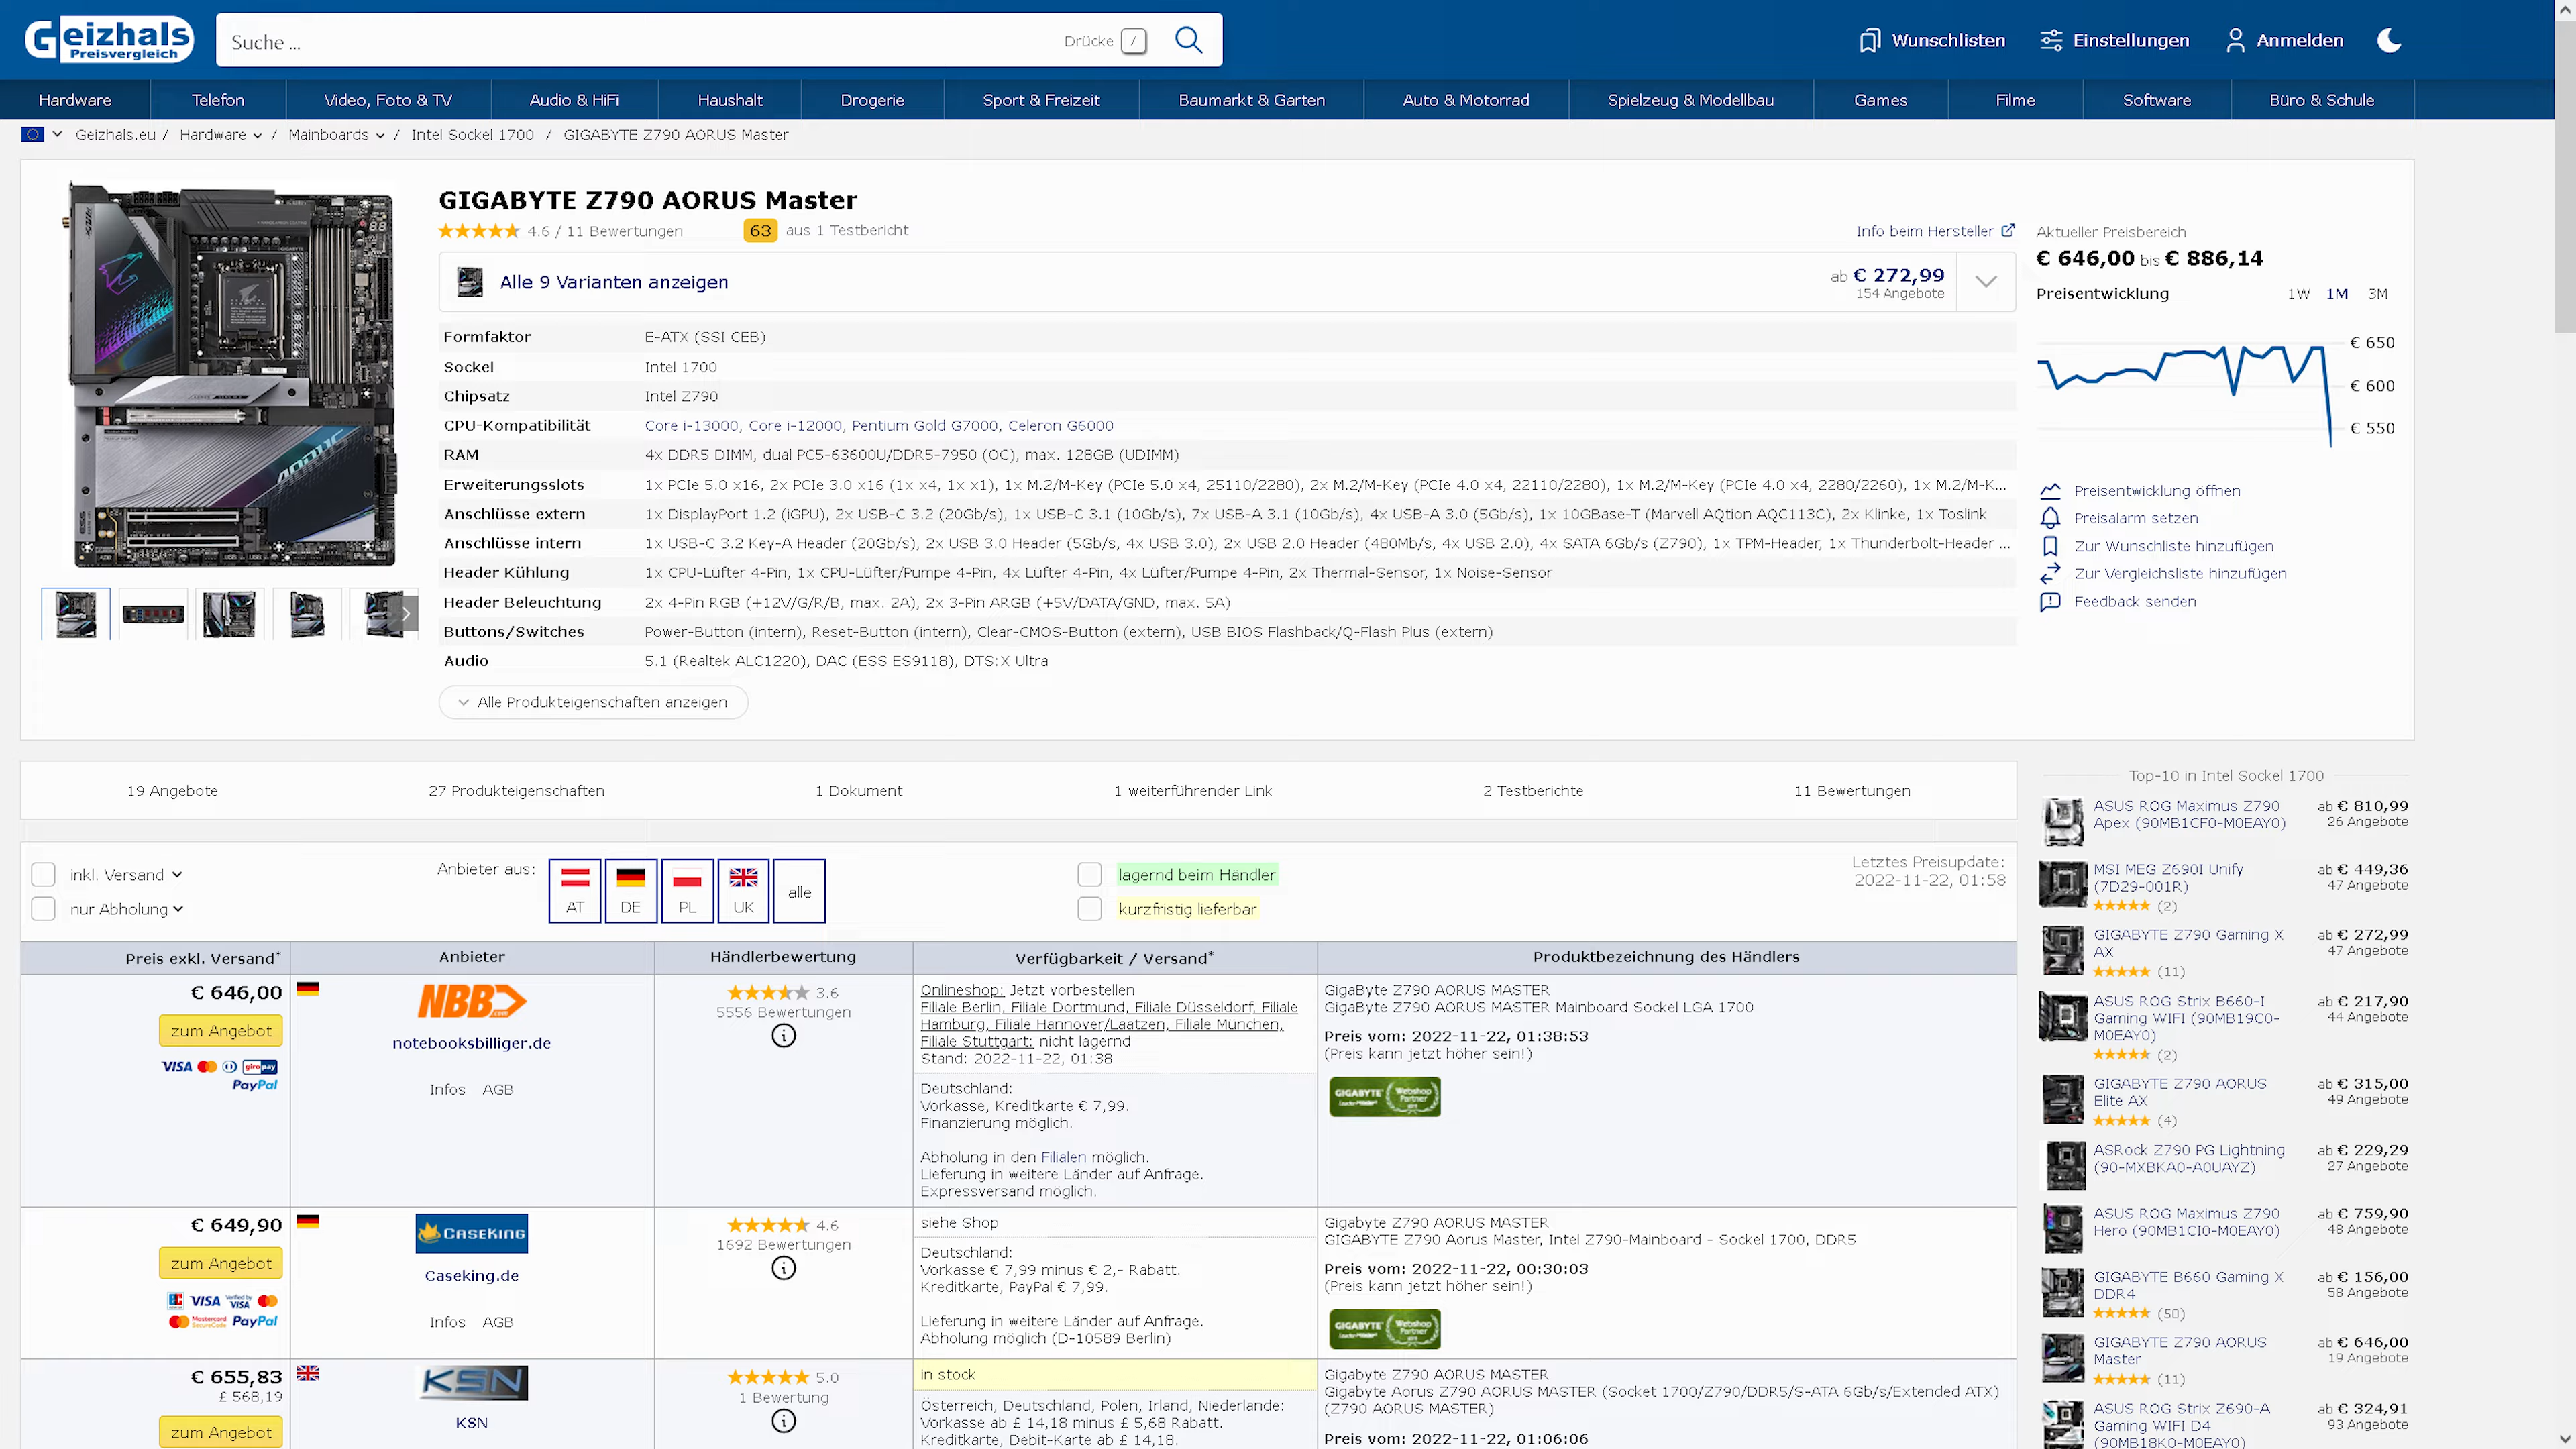 Geizhals
Preisvergleich
Suche ...
Drücke /
Wunschlisten
Einstellungen
Anmelden
Hardware
Telefon
Video, Foto & TV
Audio & HiFi
Haushalt
Drogerie
Sport & Freizeit
Baumarkt & Garten
Auto & Motorrad
Spielzeug & Modellbau
Games
Filme
Software
Büro & Schule
Geizhals.eu / Hardware / Mainboards / Intel Sockel 1700 / GIGABYTE Z790 AORUS Master
GIGABYTE Z790 AORUS Master
4.6 / 11 Bewertungen
63 aus 1 Testbericht
Info beim Hersteller
Alle 9 Varianten anzeigen
ab € 272,99
154 Angebote
Formfaktor E-ATX (SSI CEB)
Sockel Intel 1700
Chipsatz Intel Z790
CPU-Kompatibilität Core i-13000, Core i-12000, Pentium Gold G7000, Celeron G6000
RAM 4x DDR5 DIMM, dual PC5-63600U/DDR5-7950 (OC), max. 128GB (UDIMM)
Erweiterungsslots 1x PCIe 5.0 x16, 2x PCIe 3.0 x16 (1x x4, 1x x1), 1x M.2/M-Key (PCIe 5.0 x4, 25110/2280), 2x M.2/M-Key (PCIe 4.0 x4, 22110/2280), 1x M.2/M-Key (PCIe 4.0 x4, 2280/2260), 1x M.2/M-K...
Anschlüsse extern 1x DisplayPort 1.2 (iGPU), 2x USB-C 3.2 (20Gb/s), 1x USB-C 3.1 (10Gb/s), 7x USB-A 3.1 (10Gb/s), 4x USB-A 3.0 (5Gb/s), 1x 10GBase-T (Marvell AQtion AQC113C), 2x Klinke, 1x Toslink
Anschlüsse intern 1x USB-C 3.2 Key-A Header (20Gb/s), 2x USB 3.0 Header (5Gb/s, 4x USB 3.0), 2x USB 2.0 Header (480Mb/s, 4x USB 2.0), 4x SATA 6Gb/s (Z790), 1x TPM-Header, 1x Thunderbolt-Header ...
Header Kühlung 1x CPU-Lüfter 4-Pin, 1x CPU-Lüfter/Pumpe 4-Pin, 4x Lüfter 4-Pin, 4x Lüfter/Pumpe 4-Pin, 2x Thermal-Sensor, 1x Noise-Sensor
Header Beleuchtung 2x 4-Pin RGB (+12V/G/R/B, max. 2A), 2x 3-Pin ARGB (+5V/DATA/GND, max. 5A)
Buttons/Switches Power-Button (intern), Reset-Button (intern), Clear-CMOS-Button (extern), USB BIOS Flashback/Q-Flash Plus (extern)
Audio 5.1 (Realtek ALC1220), DAC (ESS ES9118), DTS:X Ultra
Alle Produkteigenschaften anzeigen
Aktueller Preisbereich
€ 646,00 bis € 886,14
Preisentwicklung 1W 1M 3M
€ 650
€ 600
€ 550
Preisentwicklung öffnen
Preisalarm setzen
Zur Wunschliste hinzufügen
Zur Vergleichsliste hinzufügen
Feedback senden
19 Angebote
27 Produkteigenschaften
1 Dokument
1 weiterführender Link
2 Testberichte
11 Bewertungen
inkl. Versand
nur Abholung
Anbieter aus:
AT
DE
PL
UK
alle
lagernd beim Händler
kurzfristig lieferbar
Letztes Preisupdate:
2022-11-22, 01:58
Preis exkl. Versand*
Anbieter
Händlerbewertung
Verfügbarkeit / Versand*
Produktbezeichnung des Händlers
€ 646,00
zum Angebot
VISA giropay
PayPal
NBB.com
notebooksbilliger.de
Infos AGB
3.6
5556 Bewertungen
Onlineshop: Jetzt vorbestellen
Filiale Berlin, Filiale Dortmund, Filiale Düsseldorf, Filiale
Hamburg, Filiale Hannover/Laatzen, Filiale München,
Filiale Stuttgart: nicht lagernd
Stand: 2022-11-22, 01:38
Deutschland:
Vorkasse, Kreditkarte € 7,99.
Finanzierung möglich.
Abholung in den Filialen möglich.
Lieferung in weitere Länder auf Anfrage.
Expressversand möglich.
GigaByte Z790 AORUS MASTER
GigaByte Z790 AORUS MASTER Mainboard Sockel LGA 1700
Preis vom: 2022-11-22, 01:38:53
(Preis kann jetzt höher sein!)
GIGABYTE Webshop Partner
€ 649,90
zum Angebot
VISA Verified by VISA
Mastercard SecureCode PayPal
CASEKING
Caseking.de
Infos AGB
4.6
1692 Bewertungen
siehe Shop
Deutschland:
Vorkasse € 7,99 minus € 2,- Rabatt.
Kreditkarte, PayPal € 7,99.
Lieferung in weitere Länder auf Anfrage.
Abholung möglich (D-10589 Berlin)
Gigabyte Z790 AORUS MASTER
GIGABYTE Z790 Aorus Master, Intel Z790-Mainboard - Sockel 1700, DDR5
Preis vom: 2022-11-22, 00:30:03
(Preis kann jetzt höher sein!)
GIGABYTE Webshop Partner
€ 655,83
£ 568,19
zum Angebot
KSN
KSN
5.0
1 Bewertung
in stock
Österreich, Deutschland, Polen, Irland, Niederlande:
Vorkasse ab £ 14,18 minus £ 5,68 Rabatt.
Kreditkarte, Debit-Karte ab £ 14,18.
Gigabyte Z790 AORUS MASTER
Gigabyte Aorus Z790 AORUS MASTER (Socket 1700/Z790/DDR5/S-ATA 6Gb/s/Extended ATX)
(Z790 AORUS MASTER)
Preis vom: 2022-11-22, 01:06:06
Top-10 in Intel Sockel 1700
ASUS ROG Maximus Z790 ab € 810,99
Apex (90MB1CF0-M0EAY0) 26 Angebote
MSI MEG Z690I Unify ab € 449,36
(7D29-001R) 47 Angebote
(2)
GIGABYTE Z790 Gaming X ab € 272,99
AX 47 Angebote
(11)
ASUS ROG Strix B660-I ab € 217,90
Gaming WIFI (90MB19C0- 44 Angebote
M0EAY0)
(2)
GIGABYTE Z790 AORUS ab € 315,00
Elite AX 49 Angebote
(4)
ASRock Z790 PG Lightning ab € 229,29
(90-MXBKA0-A0UAYZ) 27 Angebote
ASUS ROG Maximus Z790 ab € 759,90
Hero (90MB1CI0-M0EAY0) 48 Angebote
GIGABYTE B660 Gaming X ab € 156,00
DDR4 58 Angebote
(50)
GIGABYTE Z790 AORUS ab € 646,00
Master 19 Angebote
(11)
ASUS ROG Strix Z690-A ab € 324,91
Gaming WIFI D4 93 Angebote
(90MB18K0-M0EAY0)